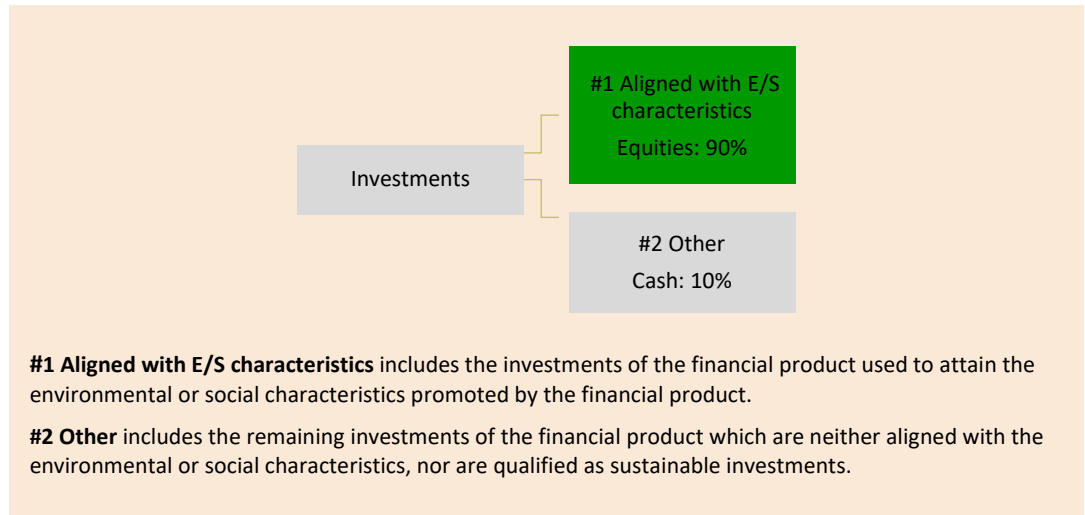 #1 Aligned with E/S
characteristics
Equities: 90%
Investments
#2 Other
Cash: 10%
#1 Aligned with E/S characteristics includes the investments of the financial product used to attain the
environmental or social characteristics promoted by the financial product.
#2 Other includes the remaining investments of the financial product which are neither aligned with the
environmental or social characteristics, nor are qualified as sustainable investments.